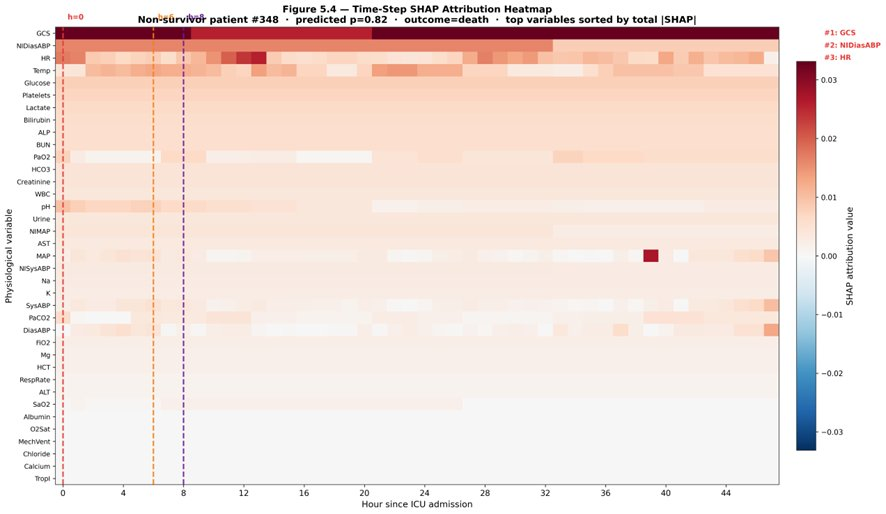 Figure 5.4 — Time-Step SHAP Attribution Heatmap
Non-survivor patient #348 · predicted p=0.82 · outcome=death · top variables sorted by total |SHAP|
h=0
h=6
h=8
#1: GCS
#2: NIDiasABP
#3: HR
Physiological variable
GCS
NIDiasABP
HR
Temp
Glucose
Platelets
Lactate
Bilirubin
ALP
BUN
PaO2
HCO3
Creatinine
WBC
pH
Urine
NIMAP
AST
MAP
NISysABP
Na
K
SysABP
PaCO2
DiasABP
FiO2
Mg
HCT
RespRate
ALT
SaO2
Albumin
O2Sat
MechVent
Chloride
Calcium
TropI
0 4 8 12 16 20 24 28 32 36 40 44
Hour since ICU admission
0.03
0.02
0.01
0.00
−0.01
−0.02
−0.03
SHAP attribution value